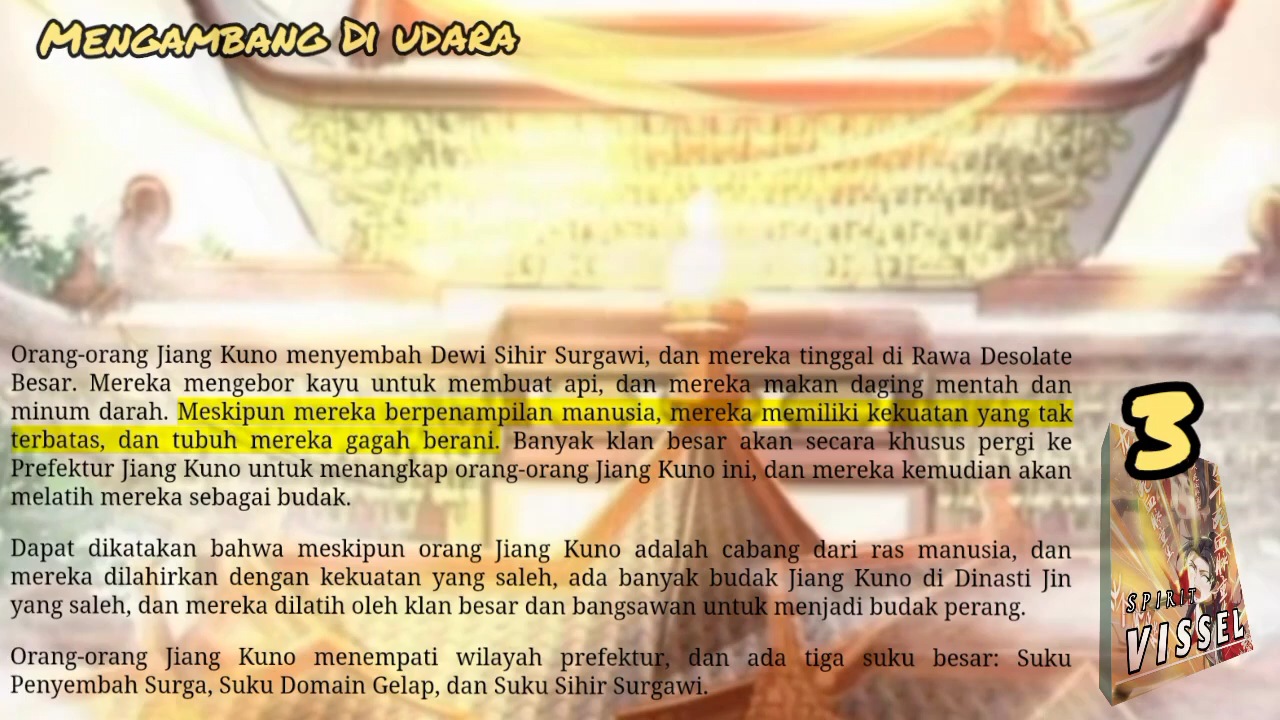 Mengambang Di udara
Orang-orang Jiang Kuno menyembah Dewi Sihir Surgawi, dan mereka tinggal di Rawa Desolate
Besar. Mereka mengebor kayu untuk membuat api, dan mereka makan daging mentah dan
minum darah. Meskipun mereka berpenampilan manusia, mereka memiliki kekuatan yang tak
terbatas, dan tubuh mereka gagah berani. Banyak klan besar akan secara khusus pergi ke
Prefektur Jiang Kuno untuk menangkap orang-orang Jiang Kuno ini, dan mereka kemudian akan
melatih mereka sebagai budak.
Dapat dikatakan bahwa meskipun orang Jiang Kuno adalah cabang dari ras manusia, dan
mereka dilahirkan dengan kekuatan yang saleh, ada banyak budak Jiang Kuno di Dinasti Jin
yang saleh, dan mereka dilatih oleh klan besar dan bangsawan untuk menjadi budak perang.
Orang-orang Jiang Kuno menempati wilayah prefektur, dan ada tiga suku besar: Suku
Penyembah Surga, Suku Domain Gelap, dan Suku Sihir Surgawi.
3
SPIRIT
VISSEL